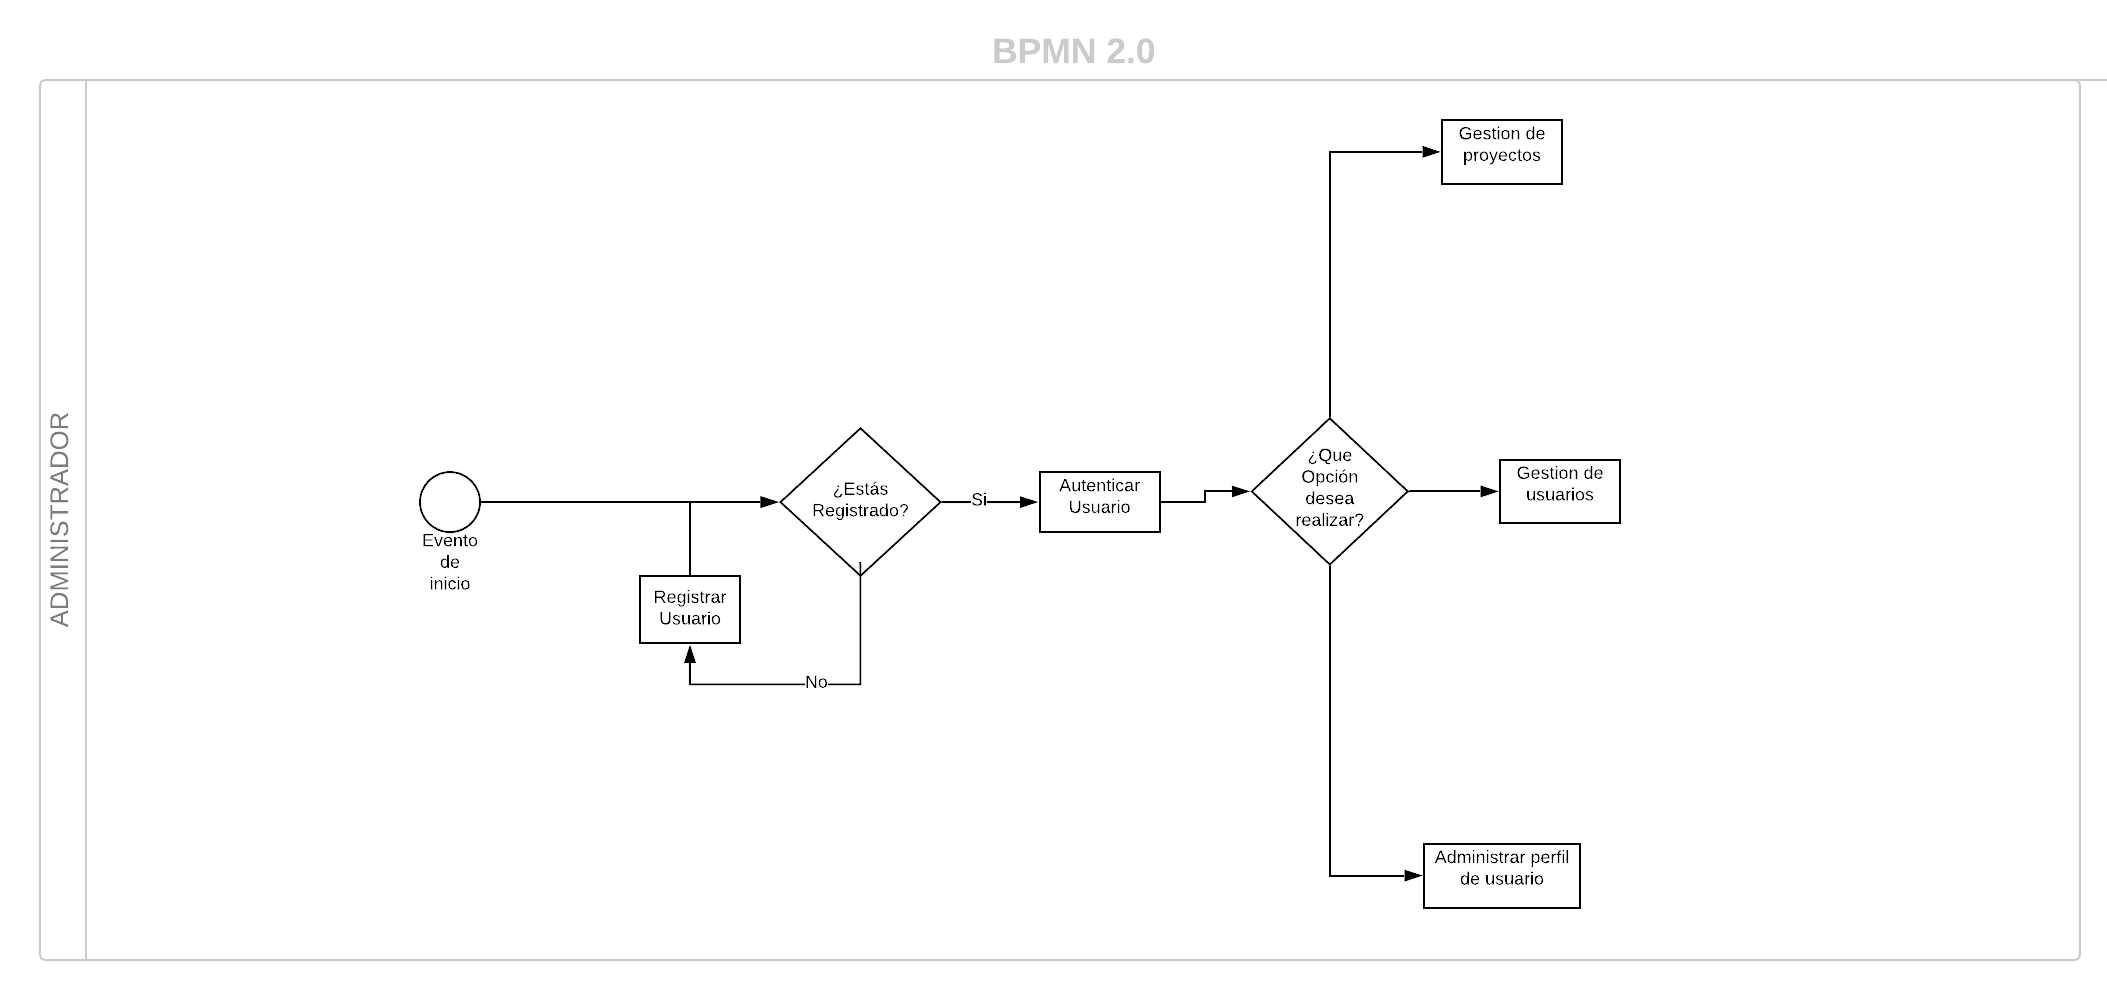 BPMN 2.0
ADMINISTRADOR
Evento
de
inicio
Registrar
Usuario
No
¿Estás
Registrado?
Si
Autenticar
Usuario
¿Que
Opción
desea
realizar?
Gestion de
proyectos
Gestion de
usuarios
Administrar perfil
de usuario